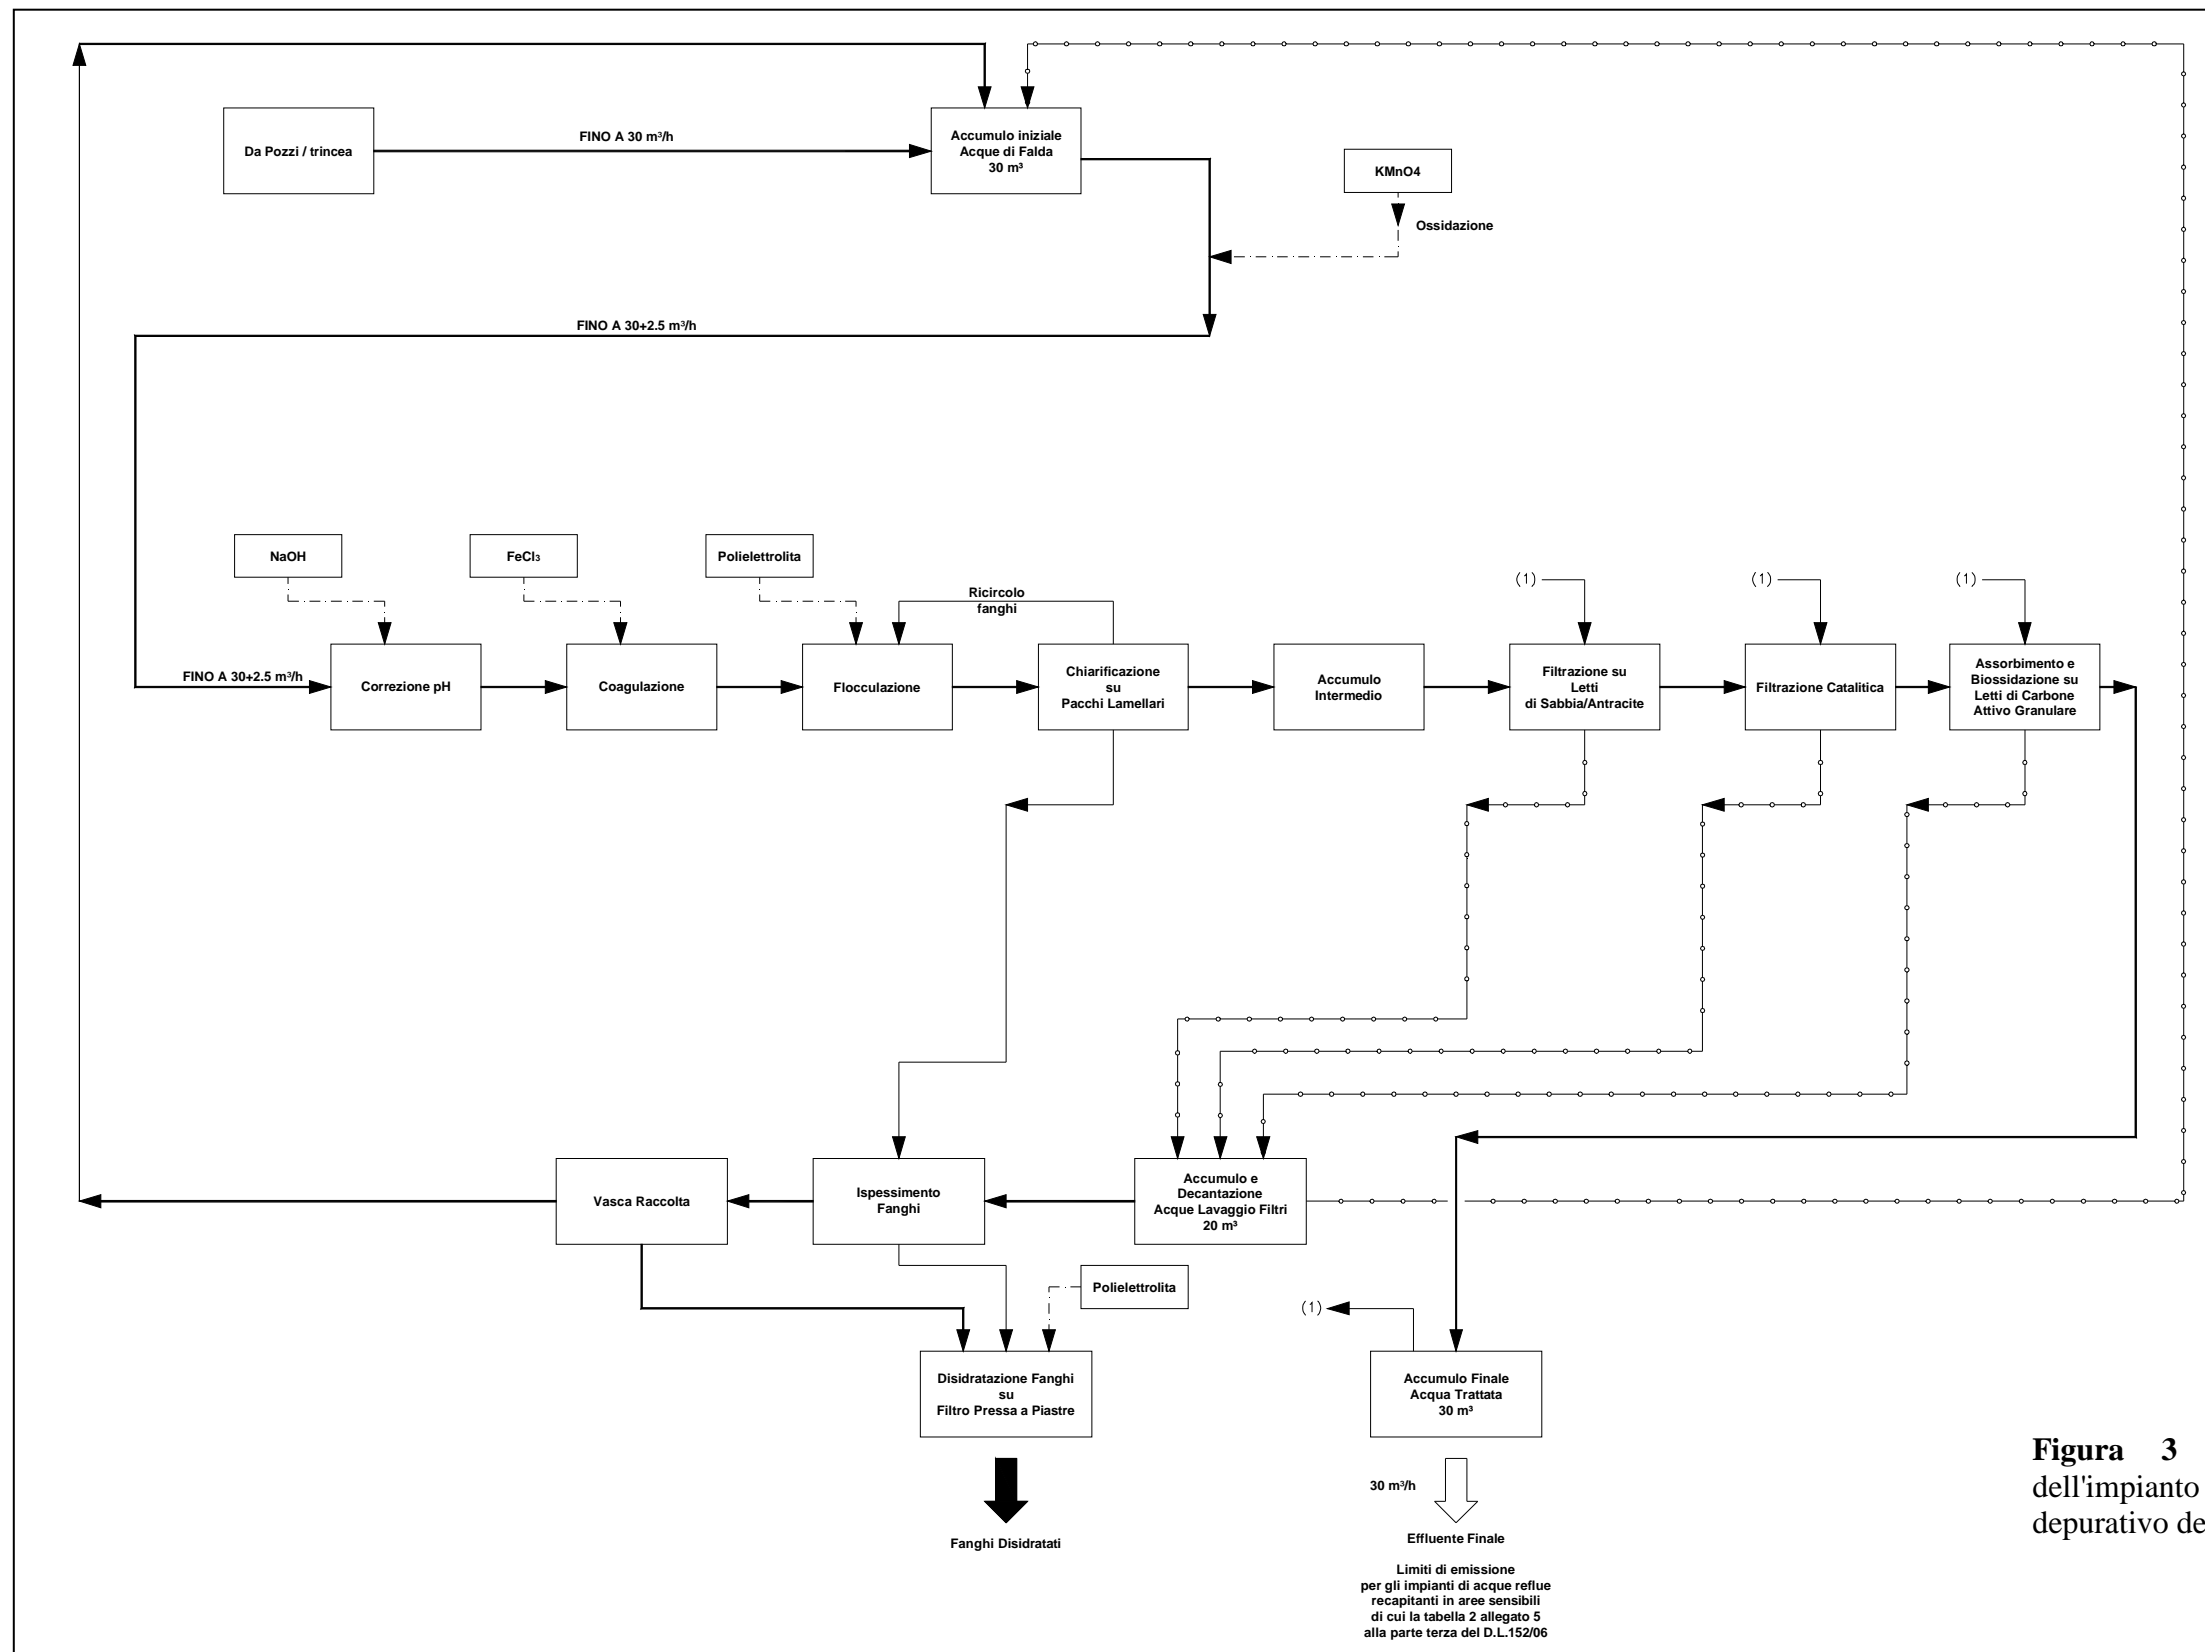 Da Pozzi / trincea
FINO A 30 m³/h
Accumulo iniziale
Acque di Falda
30 m³
KMnO4
Ossidazione
FINO A 30+2.5 m³/h
NaOH
FeCl₃
Polielettrolita
Ricircolo
fanghi
(1)
(1)
(1)
FINO A 30+2.5 m³/h
Correzione pH
Coagulazione
Flocculazione
Chiarificazione
su
Pacchi Lamellari
Accumulo
Intermedio
Filtrazione su
Letti
di Sabbia/Antracite
Filtrazione Catalitica
Assorbimento e
Biossidazione su
Letti di Carbone
Attivo Granulare
Vasca Raccolta
Ispessimento
Fanghi
Accumulo e
Decantazione
Acque Lavaggio Filtri
20 m³
Polielettrolita
(1)
Disidratazione Fanghi
su
Filtro Pressa a Piastre
Accumulo Finale
Acqua Trattata
30 m³
30 m³/h
Fanghi Disidratati
Effluente Finale
Limiti di emissione
per gli impianti di acque reflue
recapitanti in aree sensibili
di cui la tabella 2 allegato 5
alla parte terza del D.L.152/06
Figura 3
dell'impianto
depurativo de